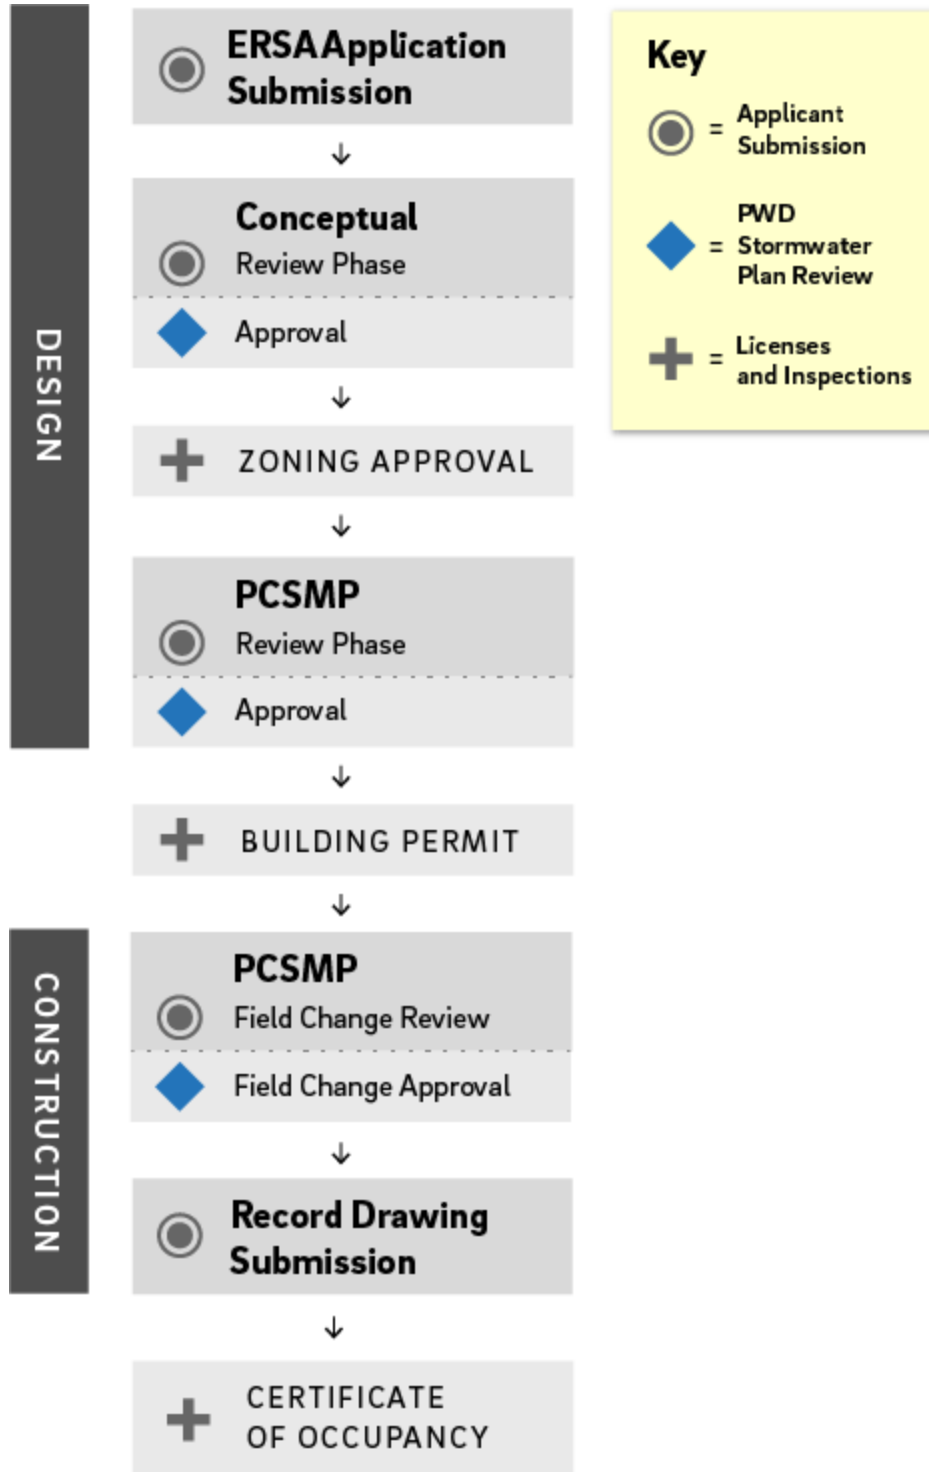 ERSA Application
Submission
Conceptual
Review Phase
Approval
ZONING APPROVAL
PCSMP
Review Phase
Approval
BUILDING PERMIT
PCSMP
Field Change Review
Field Change Approval
Record Drawing
Submission
CERTIFICATE
OF OCCUPANCY
DESIGN
CONSTRUCTION
Key
= Applicant
Submission
PWD
= Stormwater
Plan Review
= Licenses
and Inspections